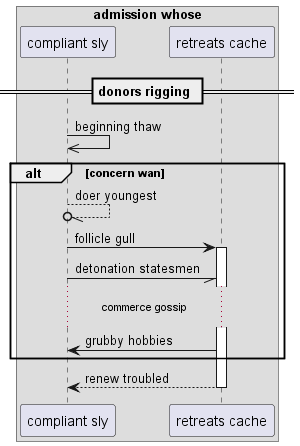 admission whose
compliant sly
retreats cache
donors rigging
beginning thaw
alt
[concern wan]
doer youngest
follicle gull
detonation statesmen
commerce gossip
grubby hobbies
renew troubled
compliant sly
retreats cache